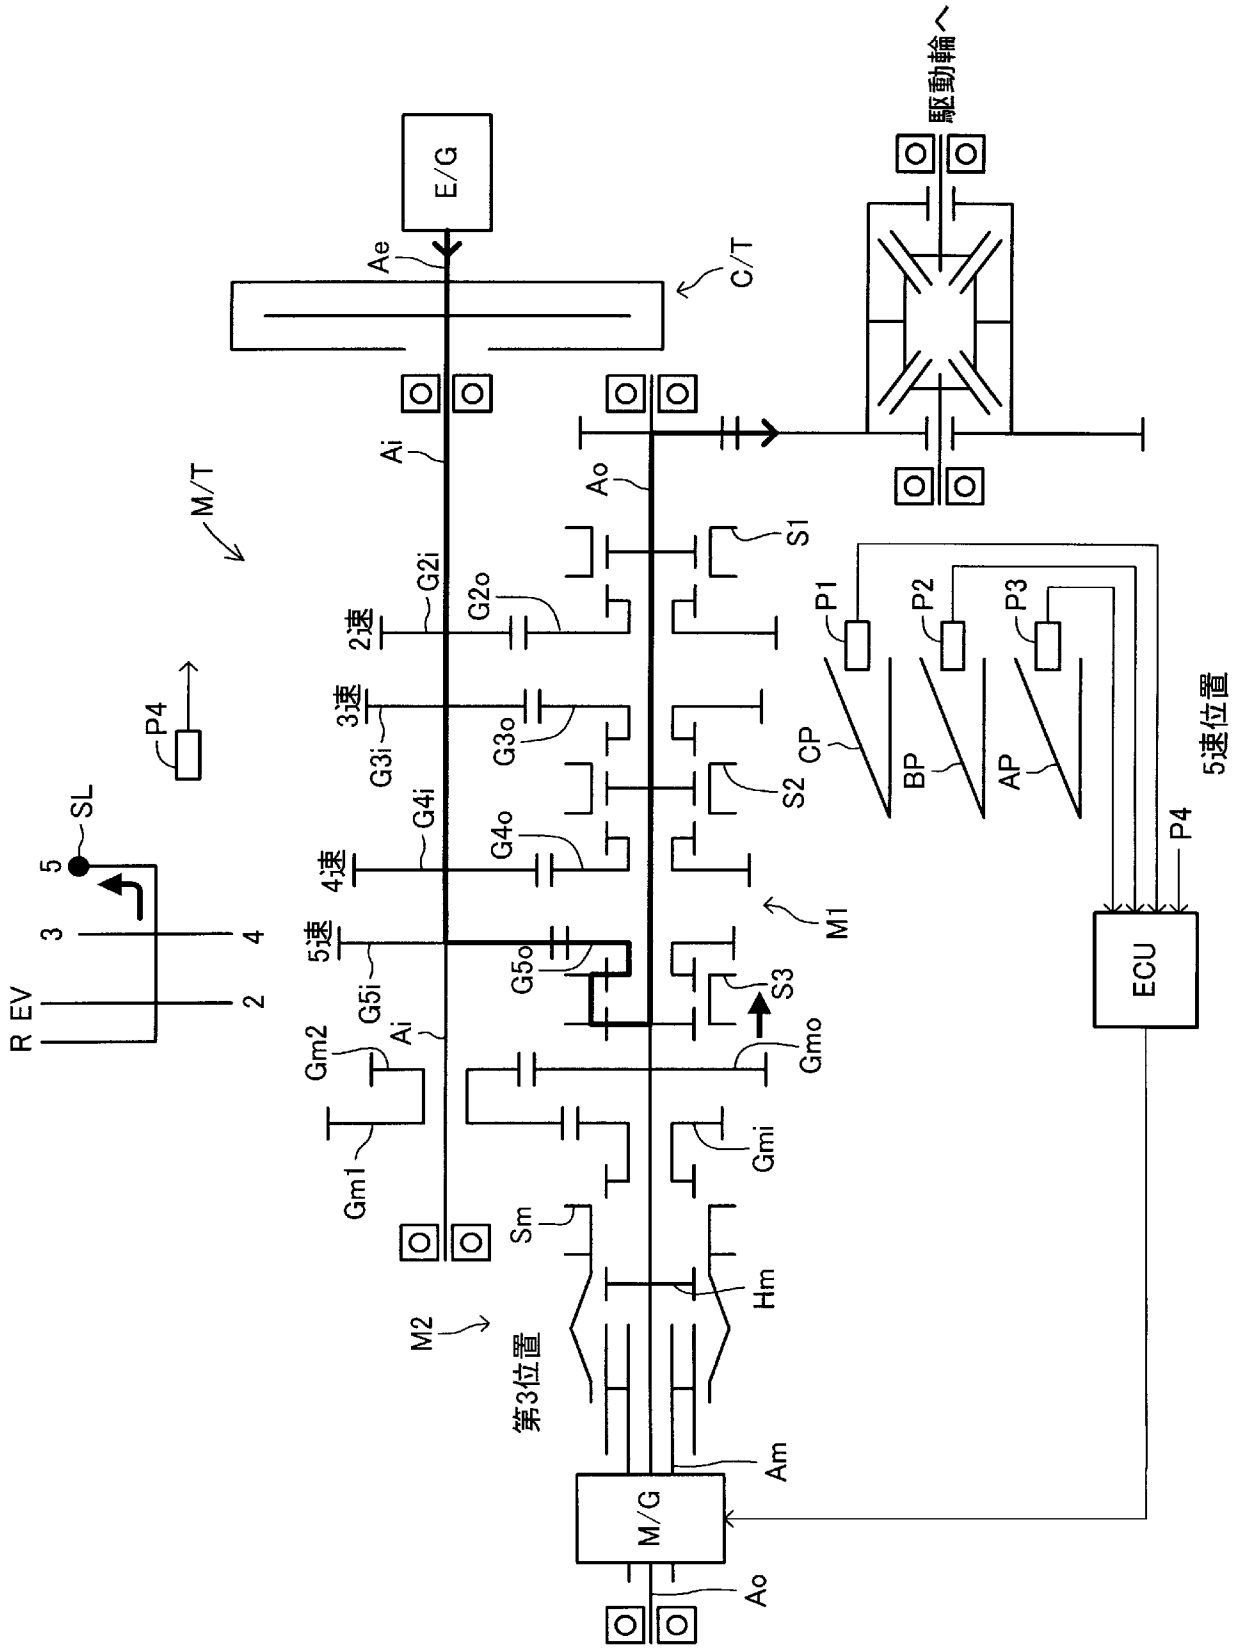 R
EV
3
5
SL
2
4
P4
M/T
E/G
Ae
C/T
駆動輪へ
Gm1
Gm2
Ai
G5i
5速
4速
G4i
G3i
3速
2速
G2i
Ai
G5o
G4o
G3o
G2o
Ao
M2
第3位置
Sm
M/G
Ao
Am
Hm
Gmi
Gmo
S3
M1
S2
S1
CP
P1
BP
P2
AP
P3
ECU
P4
5速位置